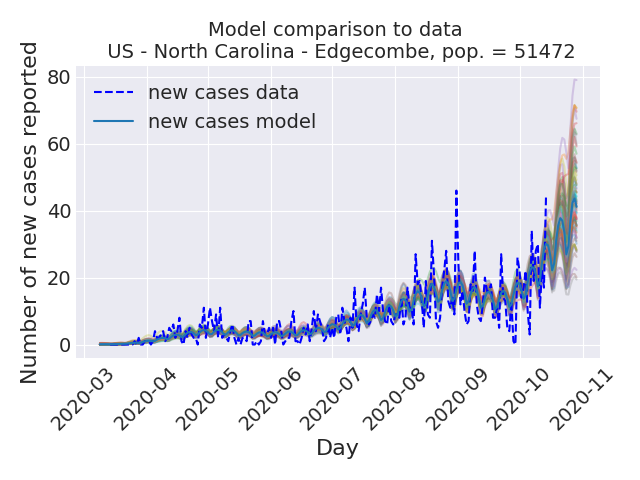 Model comparison to data
US - North Carolina - Edgecombe, pop. = 51472
Number of new cases reported
80
60
40
20
0
new cases data
new cases model
2020-03
2020-04
2020-05
2020-06
2020-07
2020-08
2020-09
2020-10
2020-11
Day